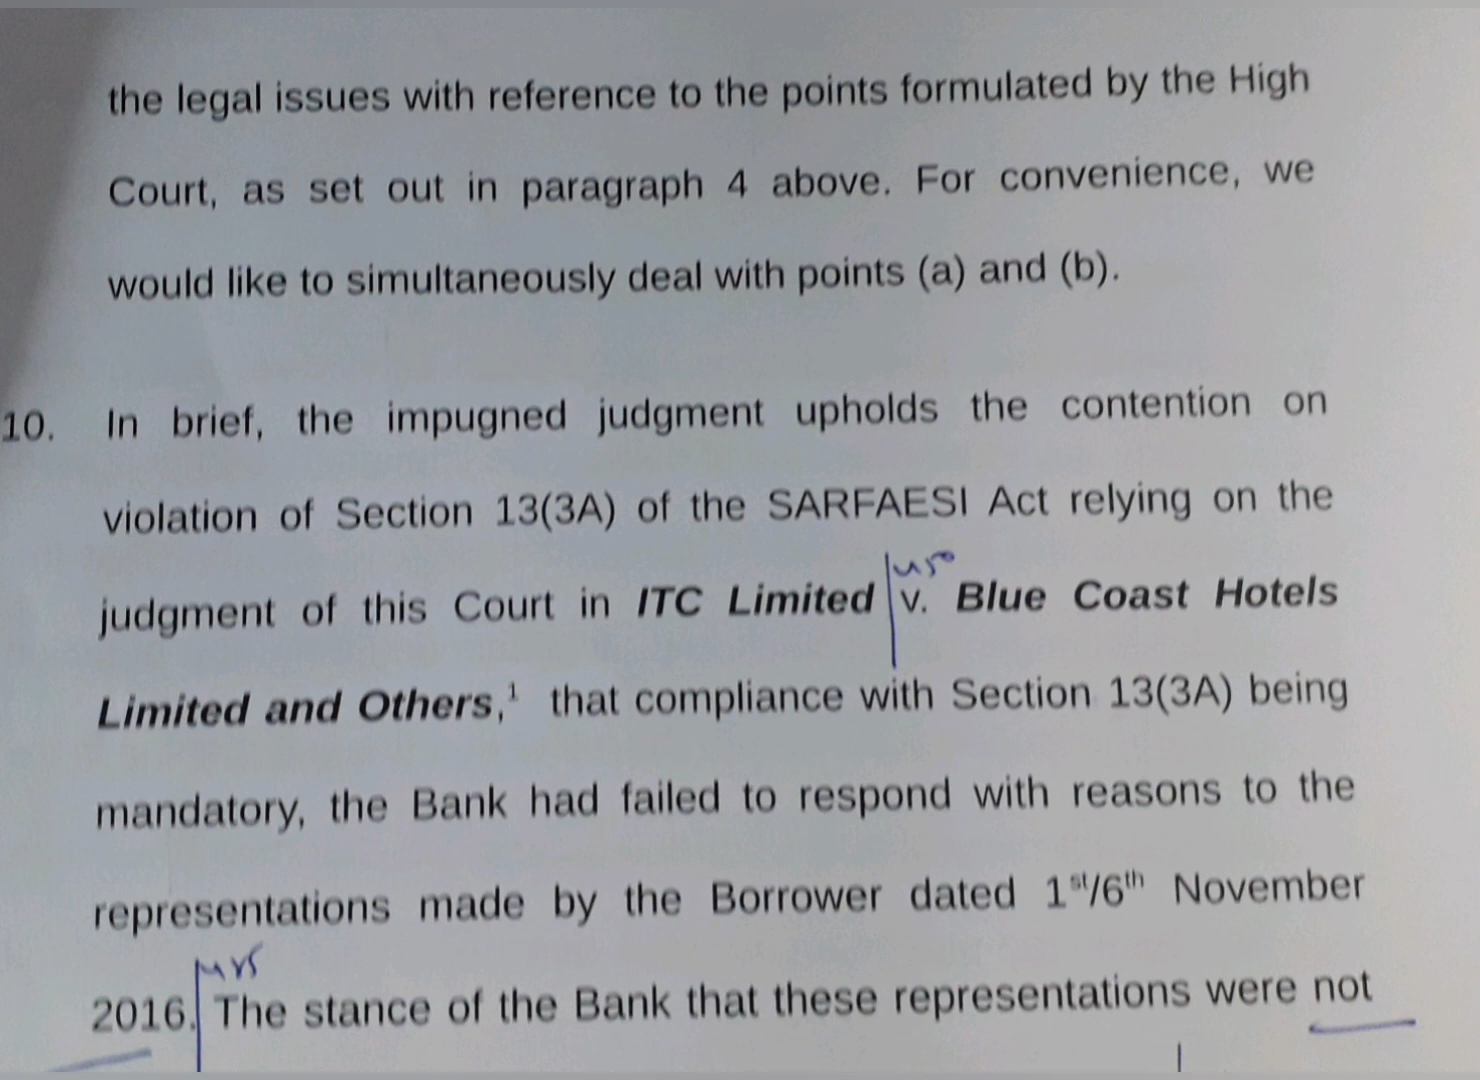 the legal issues with reference to the points formulated by the High
Court, as set out in paragraph 4 above. For convenience, we
would like to simultaneously deal with points (a) and (b).
10. In brief, the impugned judgment upholds the contention on
violation of Section 13(3A) of the SARFAESI Act relying on the
judgment of this Court in ITC Limited v. Blue Coast Hotels
Limited and Others,¹ that compliance with Section 13(3A) being
mandatory, the Bank had failed to respond with reasons to the
representations made by the Borrower dated 1ˢᵗ/6ᵗʰ November
2016. The stance of the Bank that these representations were not